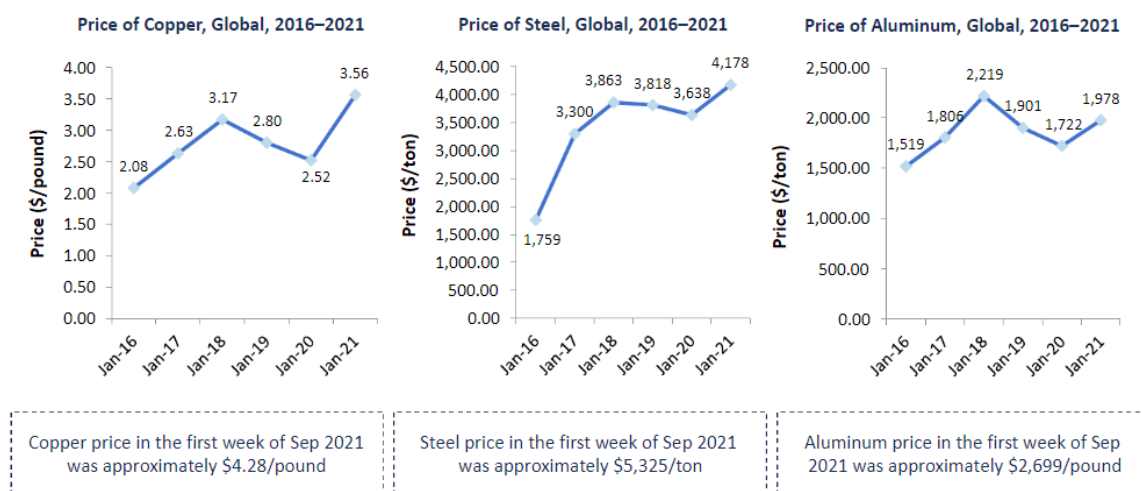 Price of Copper, Global, 2016–2021
Price ($/pound)
4.00
3.50
3.00
2.50
2.00
1.50
1.00
0.50
0.00
2.08
2.63
3.17
2.80
2.52
3.56
Jan-16
Jan-17
Jan-18
Jan-19
Jan-20
Jan-21
Copper price in the first week of Sep 2021
was approximately $4.28/pound
Price of Steel, Global, 2016–2021
Price ($/ton)
4,500.00
4,000.00
3,500.00
3,000.00
2,500.00
2,000.00
1,500.00
1,000.00
500.00
0.00
1,759
3,300
3,863
3,818
3,638
4,178
Jan-16
Jan-17
Jan-18
Jan-19
Jan-20
Jan-21
Steel price in the first week of Sep 2021
was approximately $5,325/ton
Price of Aluminum, Global, 2016–2021
Price ($/ton)
2,500.00
2,000.00
1,500.00
1,000.00
500.00
0.00
1,519
1,806
2,219
1,901
1,722
1,978
Jan-16
Jan-17
Jan-18
Jan-19
Jan-20
Jan-21
Aluminum price in the first week of Sep
2021 was approximately $2,699/pound